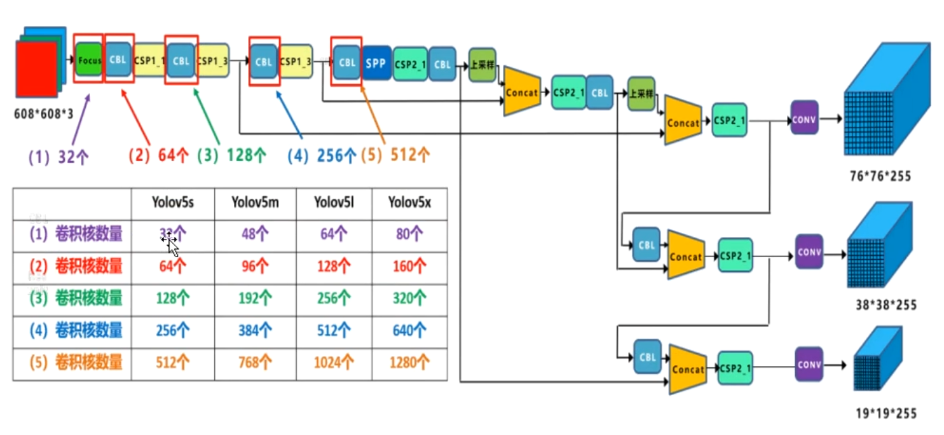 608*608*3
Focus
CBL
CSP1_1
CBL
CSP1_3
CBL
CSP1_3
CBL
SPP
CSP2_1
CBL
上采样
Concat
CSP2_1
CBL
上采样
Concat
CSP2_1
CONV
76*76*255
(1) 32个
(2) 64个
(3) 128个
(4) 256个
(5) 512个
CBL
Concat
CSP2_1
CONV
38*38*255
CBL
Concat
CSP2_1
CONV
19*19*255
Yolov5s Yolov5m Yolov5l Yolov5x
(1) 卷积核数量 32个 48个 64个 80个
(2) 卷积核数量 64个 96个 128个 160个
(3) 卷积核数量 128个 192个 256个 320个
(4) 卷积核数量 256个 384个 512个 640个
(5) 卷积核数量 512个 768个 1024个 1280个